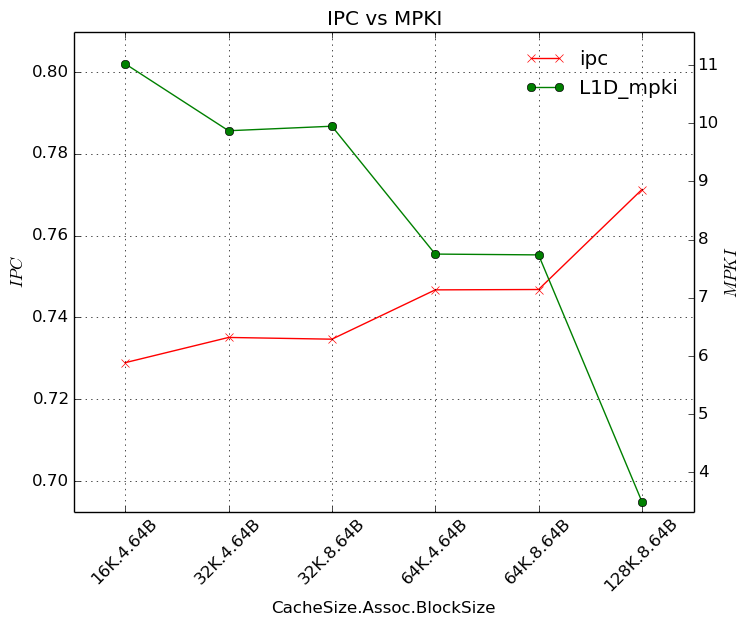 IPC vs MPKI
ipc
L1D_mpki
0.80
0.78
0.76
0.74
0.72
0.70
IPC
11
10
9
8
7
6
5
4
MPKI
16K.4.64B
32K.4.64B
32K.8.64B
64K.4.64B
64K.8.64B
128K.8.64B
CacheSize.Assoc.BlockSize